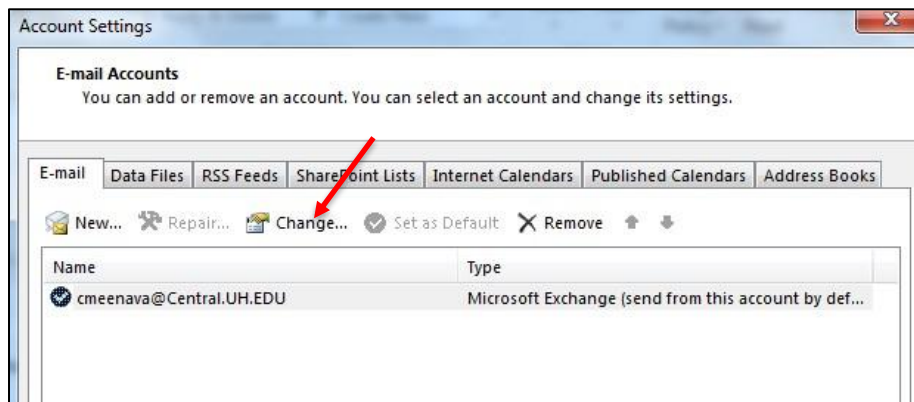 Account Settings
E-mail Accounts
You can add or remove an account. You can select an account and change its settings.
E-mail Data Files RSS Feeds SharePoint Lists Internet Calendars Published Calendars Address Books
New... Repair... Change... Set as Default Remove
Name Type
cmeenava@Central.UH.EDU Microsoft Exchange (send from this account by def...